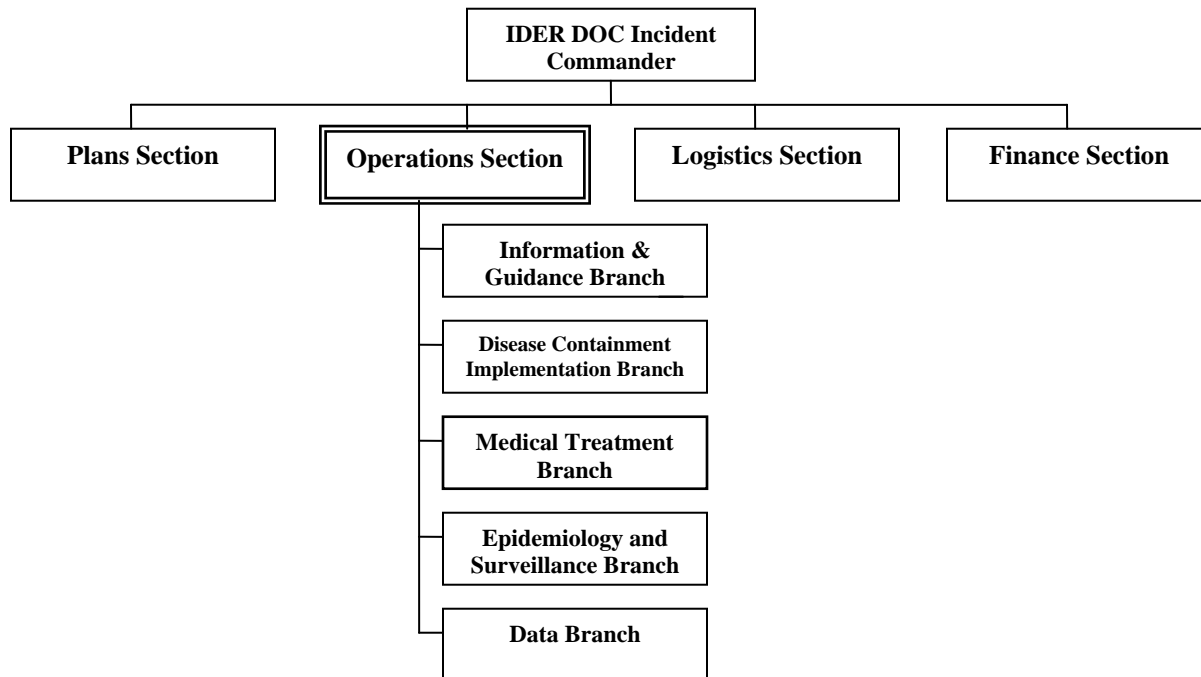 IDER DOC Incident
Commander
Plans Section
Operations Section
Logistics Section
Finance Section
Information &
Guidance Branch
Disease Containment
Implementation Branch
Medical Treatment
Branch
Epidemiology and
Surveillance Branch
Data Branch